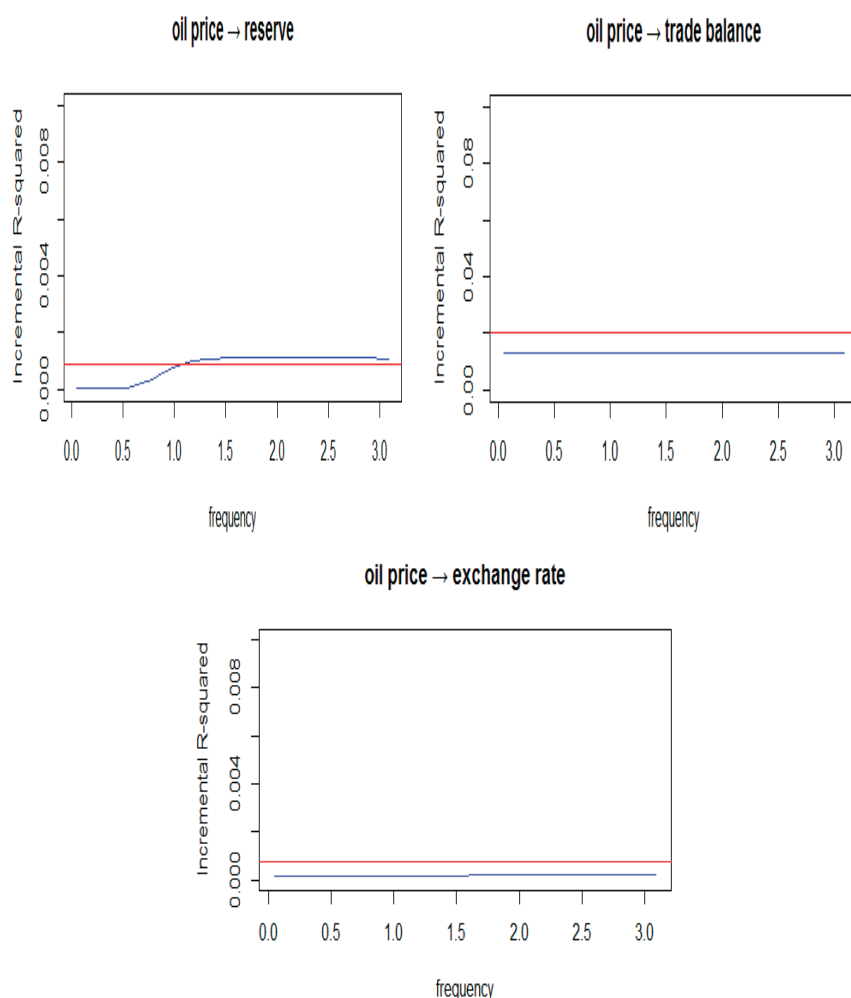 oil price → reserve
Incremental R-squared
0.008
0.004
0.000
0.0 0.5 1.0 1.5 2.0 2.5 3.0
frequency
oil price → trade balance
Incremental R-squared
0.08
0.04
0.00
0.0 0.5 1.0 1.5 2.0 2.5 3.0
frequency
oil price → exchange rate
Incremental R-squared
0.008
0.004
0.000
0.0 0.5 1.0 1.5 2.0 2.5 3.0
frequency